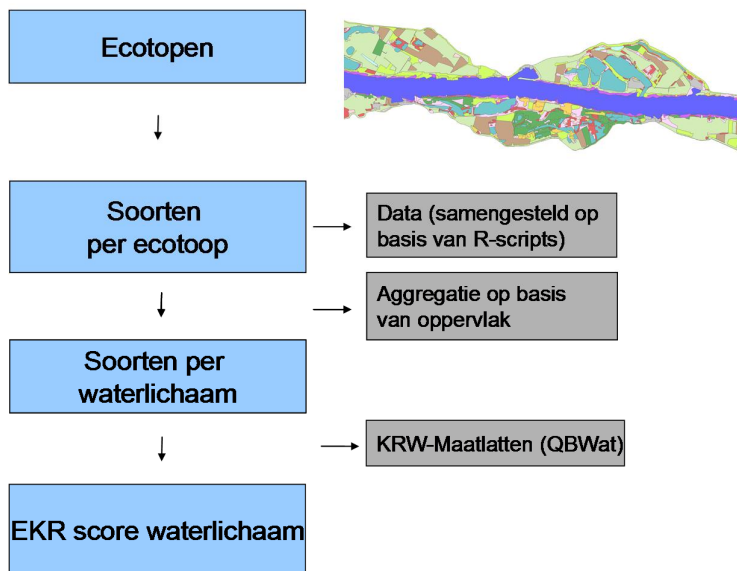 Ecotopen
Soorten
per ecotoop
Data (samengesteld op
basis van R-scripts)
Aggregatie op basis
van oppervlak
Soorten per
waterlichaam
KRW-Maatlatten (QBWat)
EKR score waterlichaam